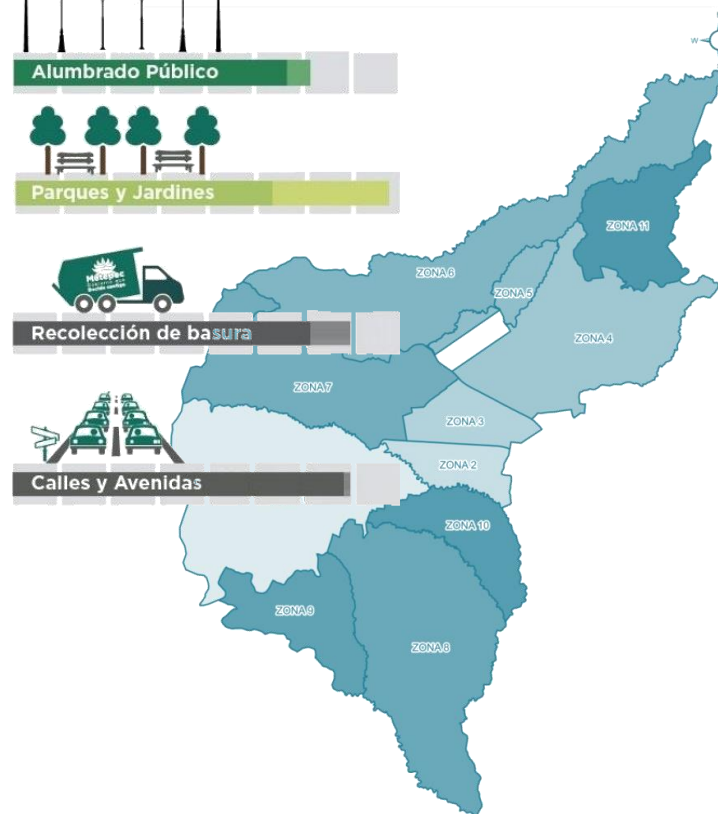 Alumbrado Público
W
Parques y Jardines
ZONA 11
ZONA 6
ZONA 5
Metepec
Recolección de basura
ZONA 4
ZONA 7
ZONA 3
ZONA 2
Calles y Avenidas
ZONA 10
ZONA 9
ZONA 8